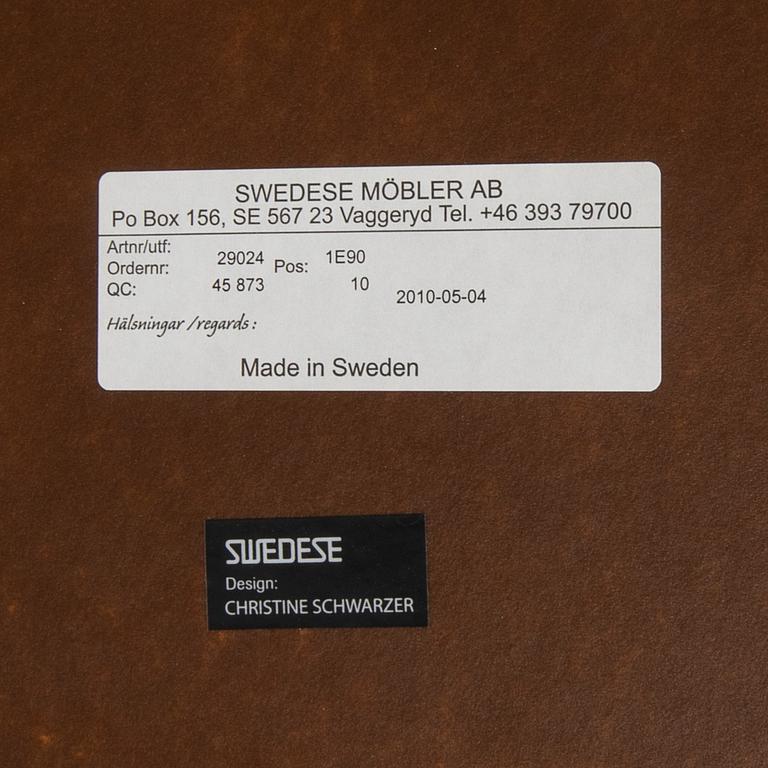 SWEDESE MÖBLER AB
Po Box 156, SE 567 23 Vaggeryd Tel. +46 393 79700
Artnr/utf: 29024 1E90
Ordernr: 45 873 Pos: 10
QC: 2010-05-04
Hälsningar /regards :
Made in Sweden
SWEDESE
Design:
CHRISTINE SCHWARZER